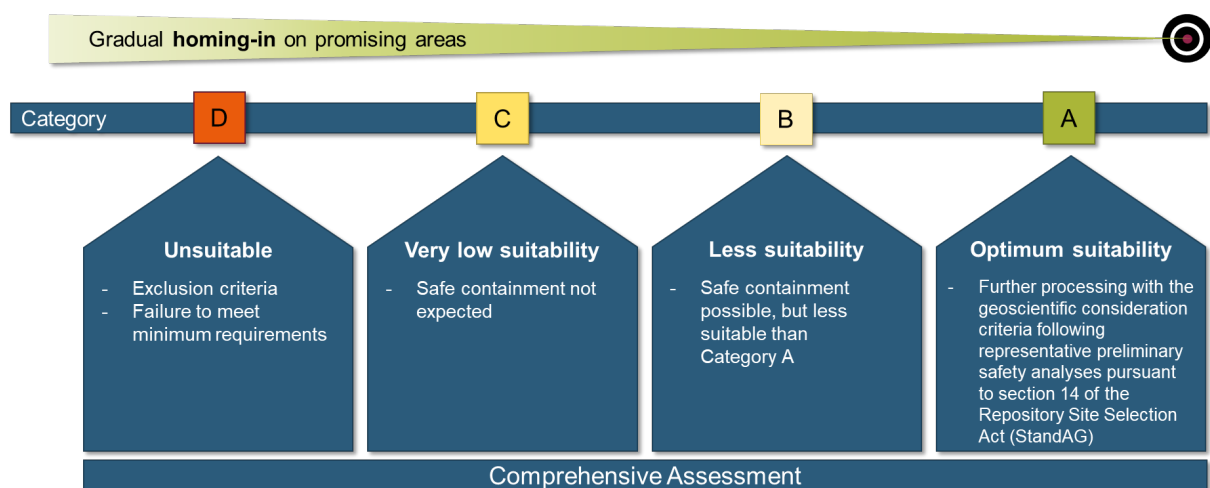 Gradual homing-in on promising areas
Category
D
C
B
A
Unsuitable
- Exclusion criteria
- Failure to meet
minimum requirements
Very low suitability
- Safe containment not
expected
Less suitability
- Safe containment
possible, but less
suitable than
Category A
Optimum suitability
- Further processing with the
geoscientific consideration
criteria following
representative preliminary
safety analyses pursuant
to section 14 of the
Repository Site Selection
Act (StandAG)
Comprehensive Assessment